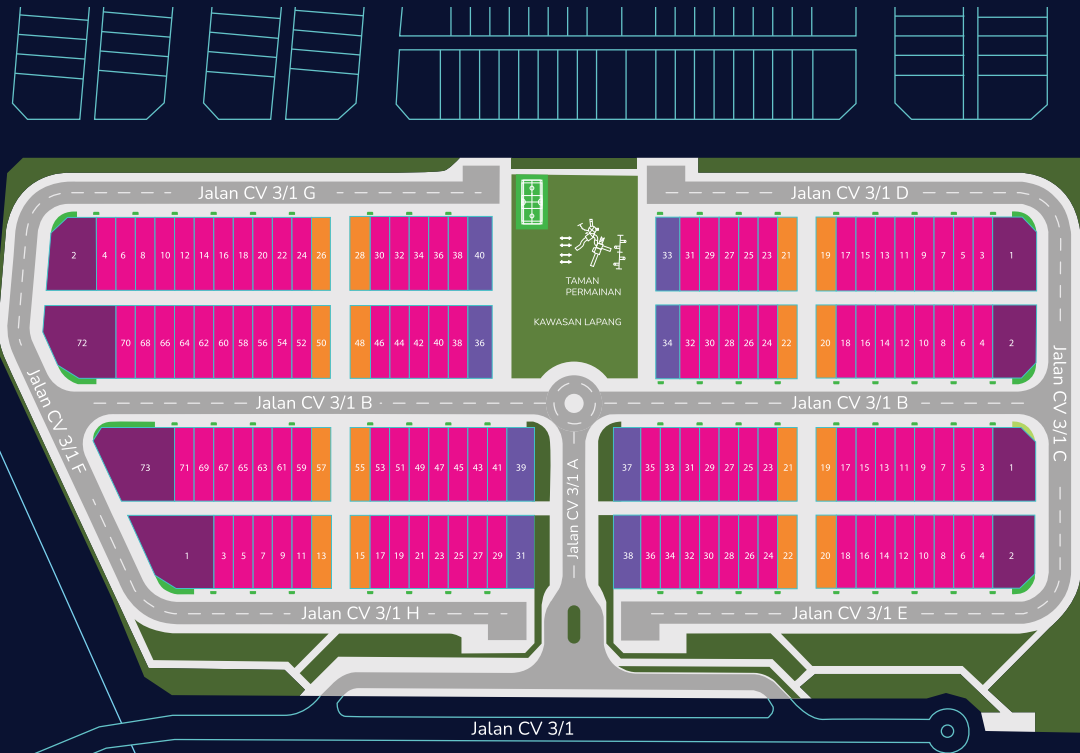 Jalan CV 3/1 G
Jalan CV 3/1 D
2 4 6 8 10 12 14 16 18 20 22 24 26 28 30 32 34 36 38 40
33 31 29 27 25 23 21 19 17 15 13 11 9 7 5 3 1
TAMAN
PERMAINAN
KAWASAN LAPANG
72 70 68 66 64 62 60 58 56 54 52 50 48 46 44 42 40 38 36
34 32 30 28 26 24 22 20 18 16 14 12 10 8 6 4 2
Jalan CV 3/1 F
Jalan CV 3/1 B
Jalan CV 3/1 B
Jalan CV 3/1 C
73 71 69 67 65 63 61 59 57 55 53 51 49 47 45 43 41 39
37 35 33 31 29 27 25 23 21 19 17 15 13 11 9 7 5 3 1
Jalan CV 3/1 A
1 3 5 7 9 11 13 15 17 19 21 23 25 27 29 31
38 36 34 32 30 28 26 24 22 20 18 16 14 12 10 8 6 4 2
Jalan CV 3/1 H
Jalan CV 3/1 E
Jalan CV 3/1